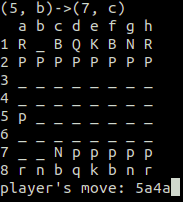 (5, b)->(7, c)
  a b c d e f g h
1 R _ B Q K B N R
2 P P P P P P P P
3 _ _ _ _ _ _ _ _
4 _ _ _ _ _ _ _ _
5 p _ _ _ _ _ _ _
6 _ _ _ _ _ _ _ _
7 _ _ N p p p p p
8 r n b q k b n r
player's move: 5a4a